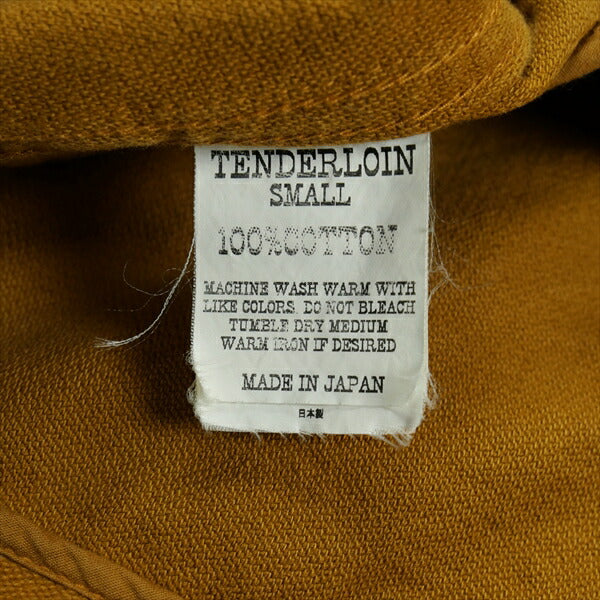 TENDERLOIN
SMALL
100%COTTON
MACHINE WASH WARM WITH
LIKE COLORS. DO NOT BLEACH
TUMBLE DRY MEDIUM
WARM IRON IF DESIRED
MADE IN JAPAN
日本製